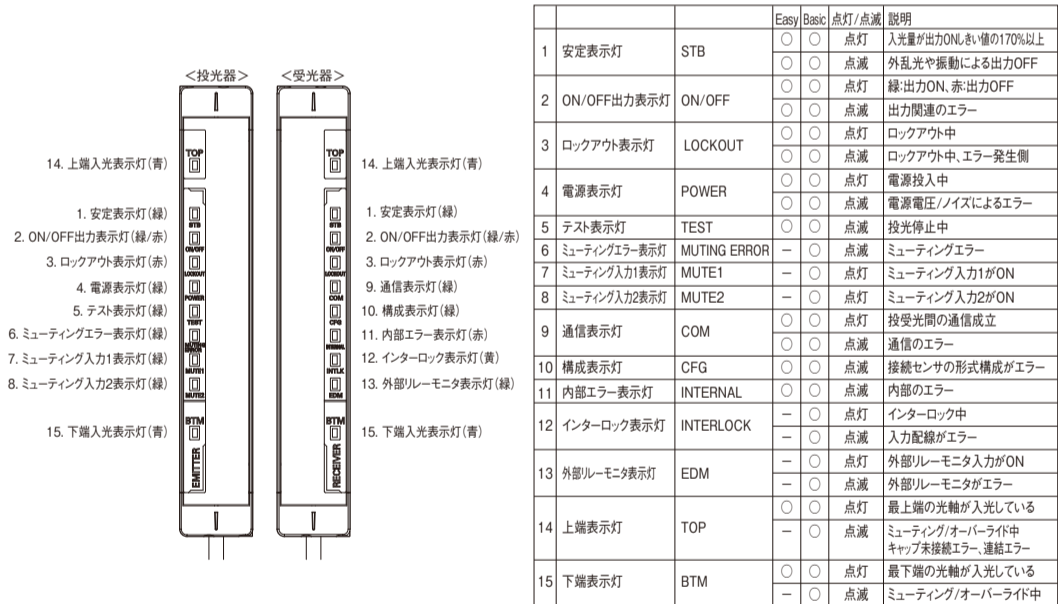 <投光器>
<受光器>
TOP
TOP
14. 上端入光表示灯(青)
14. 上端入光表示灯(青)
1. 安定表示灯(緑)
2. ON/OFF出力表示灯(緑/赤)
3. ロックアウト表示灯(赤)
4. 電源表示灯(緑)
5. テスト表示灯(緑)
6. ミューティングエラー表示灯(緑)
7. ミューティング入力1表示灯(緑)
8. ミューティング入力2表示灯(緑)
15. 下端入光表示灯(青)
STB
ON/OFF
LOCKOUT
POWER
TEST
MUTING
ERROR
MUTE1
MUTE2
BTM
EMITTER
STB
ON/OFF
LOCKOUT
COM
CFG
INTERNAL
INTLK
EDM
BTM
RECEIVER
1. 安定表示灯(緑)
2. ON/OFF出力表示灯(緑/赤)
3. ロックアウト表示灯(赤)
9. 通信表示灯(緑)
10. 構成表示灯(緑)
11. 内部エラー表示灯(赤)
12. インターロック表示灯(黄)
13. 外部リレーモニタ表示灯(緑)
15. 下端入光表示灯(青)
Easy Basic 点灯/点滅 説明
1 安定表示灯 STB ○ ○ 点灯 入光量が出力ONしきい値の170%以上
○ ○ 点滅 外乱光や振動による出力OFF
2 ON/OFF出力表示灯 ON/OFF ○ ○ 点灯 緑:出力ON、赤:出力OFF
○ ○ 点滅 出力関連のエラー
3 ロックアウト表示灯 LOCKOUT ○ ○ 点灯 ロックアウト中
○ ○ 点滅 ロックアウト中、エラー発生側
4 電源表示灯 POWER ○ ○ 点灯 電源投入中
○ ○ 点滅 電源電圧/ノイズによるエラー
5 テスト表示灯 TEST ○ ○ 点滅 投光停止中
6 ミューティングエラー表示灯 MUTING ERROR － ○ 点滅 ミューティングエラー
7 ミューティング入力1表示灯 MUTE1 － ○ 点灯 ミューティング入力1がON
8 ミューティング入力2表示灯 MUTE2 － ○ 点灯 ミューティング入力2がON
9 通信表示灯 COM ○ ○ 点灯 投受光間の通信成立
○ ○ 点滅 通信のエラー
10 構成表示灯 CFG ○ ○ 点滅 接続センサの形式構成がエラー
11 内部エラー表示灯 INTERNAL ○ ○ 点滅 内部のエラー
12 インターロック表示灯 INTERLOCK － ○ 点灯 インターロック中
－ ○ 点滅 入力配線がエラー
13 外部リレーモニタ表示灯 EDM － ○ 点灯 外部リレーモニタ入力がON
－ ○ 点滅 外部リレーモニタがエラー
14 上端表示灯 TOP ○ ○ 点灯 最上端の光軸が入光している
－ ○ 点滅 ミューティング/オーバーライド中
キャップ未接続エラー、連結エラー
15 下端表示灯 BTM ○ ○ 点灯 最下端の光軸が入光している
－ ○ 点滅 ミューティング/オーバーライド中